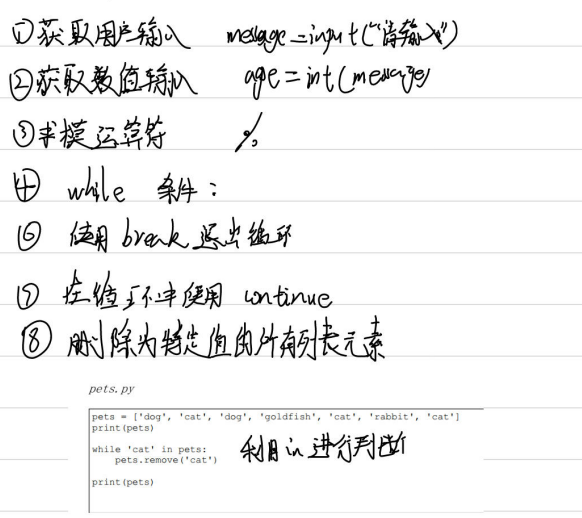 ①获取用户输入 message=input("请输入")
②获取数值输入 age=int(message)
③求模运算符 %
④ while 条件：
⑥ 使用 break 退出循环
⑦ 在循环中使用 continue
⑧ 删除为特定值的所有列表元素
pets.py
pets = ['dog', 'cat', 'dog', 'goldfish', 'cat', 'rabbit', 'cat']
print(pets)
while 'cat' in pets:
    pets.remove('cat') 利用in进行判断
print(pets)